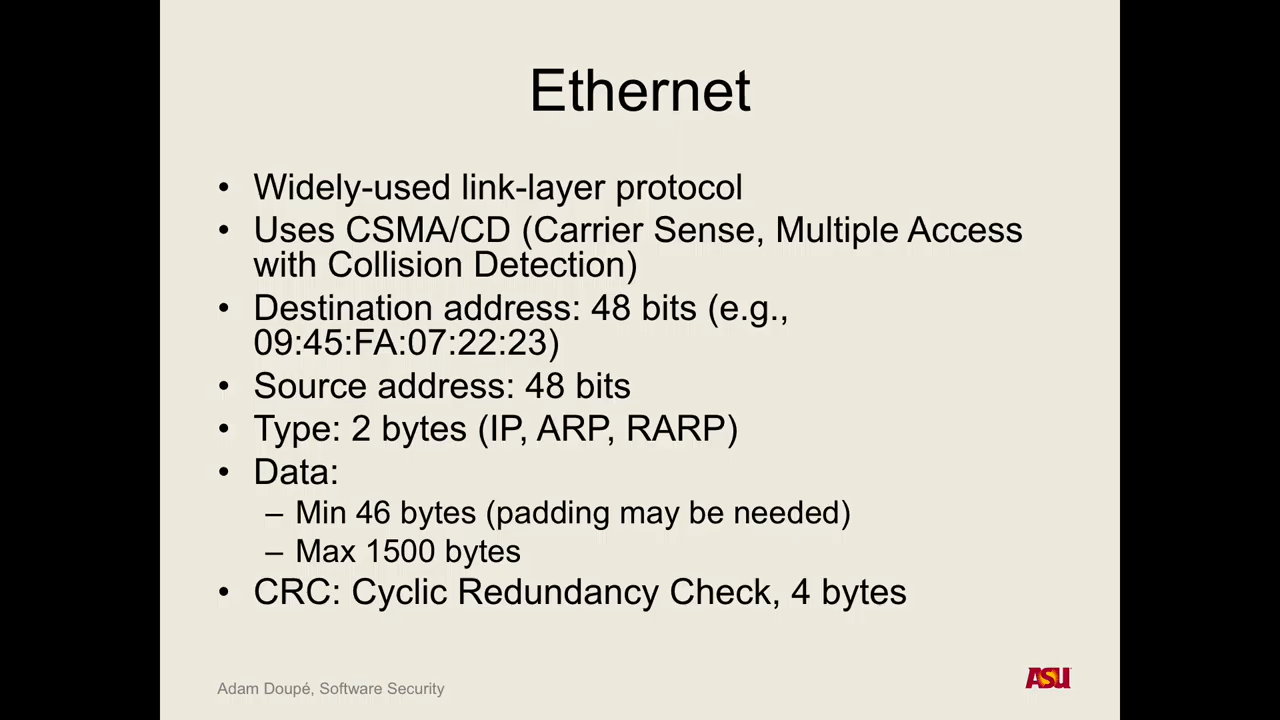 Ethernet
• Widely-used link-layer protocol
• Uses CSMA/CD (Carrier Sense, Multiple Access
with Collision Detection)
• Destination address: 48 bits (e.g.,
09:45:FA:07:22:23)
• Source address: 48 bits
• Type: 2 bytes (IP, ARP, RARP)
• Data:
– Min 46 bytes (padding may be needed)
– Max 1500 bytes
• CRC: Cyclic Redundancy Check, 4 bytes
Adam Doupé, Software Security
ASU